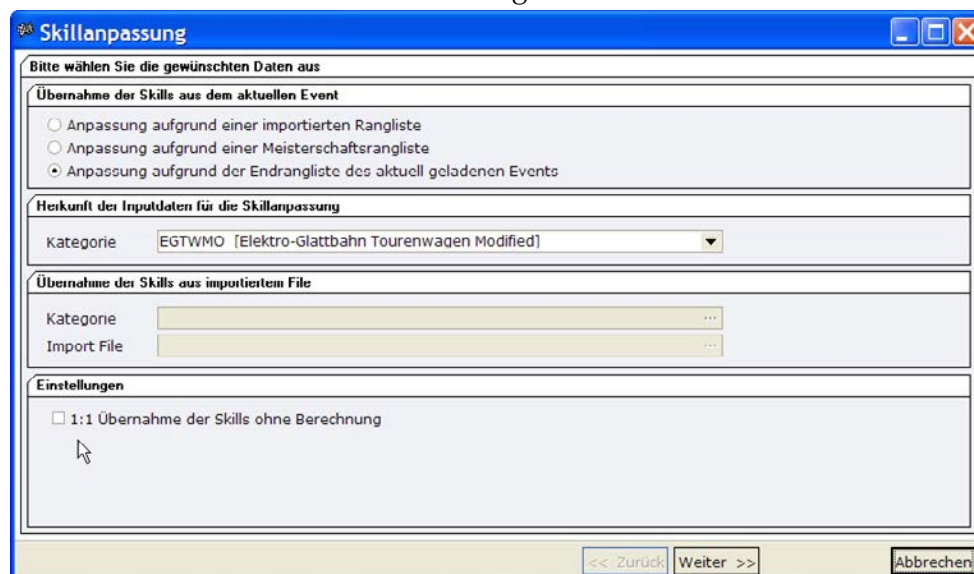 Skillanpassung
Bitte wählen Sie die gewünschten Daten aus
Übernahme der Skills aus dem aktuellen Event
Anpassung aufgrund einer importierten Rangliste
Anpassung aufgrund einer Meisterschaftsrangliste
Anpassung aufgrund der Endrangliste des aktuell geladenen Events
Herkunft der Inputdaten für die Skillanpassung
Kategorie EGTWMO [Elektro-Glattbahn Tourenwagen Modified]
Übernahme der Skills aus importiertem File
Kategorie ...
Import File ...
Einstellungen
1:1 Übernahme der Skills ohne Berechnung
<< Zurück Weiter >> Abbrechen